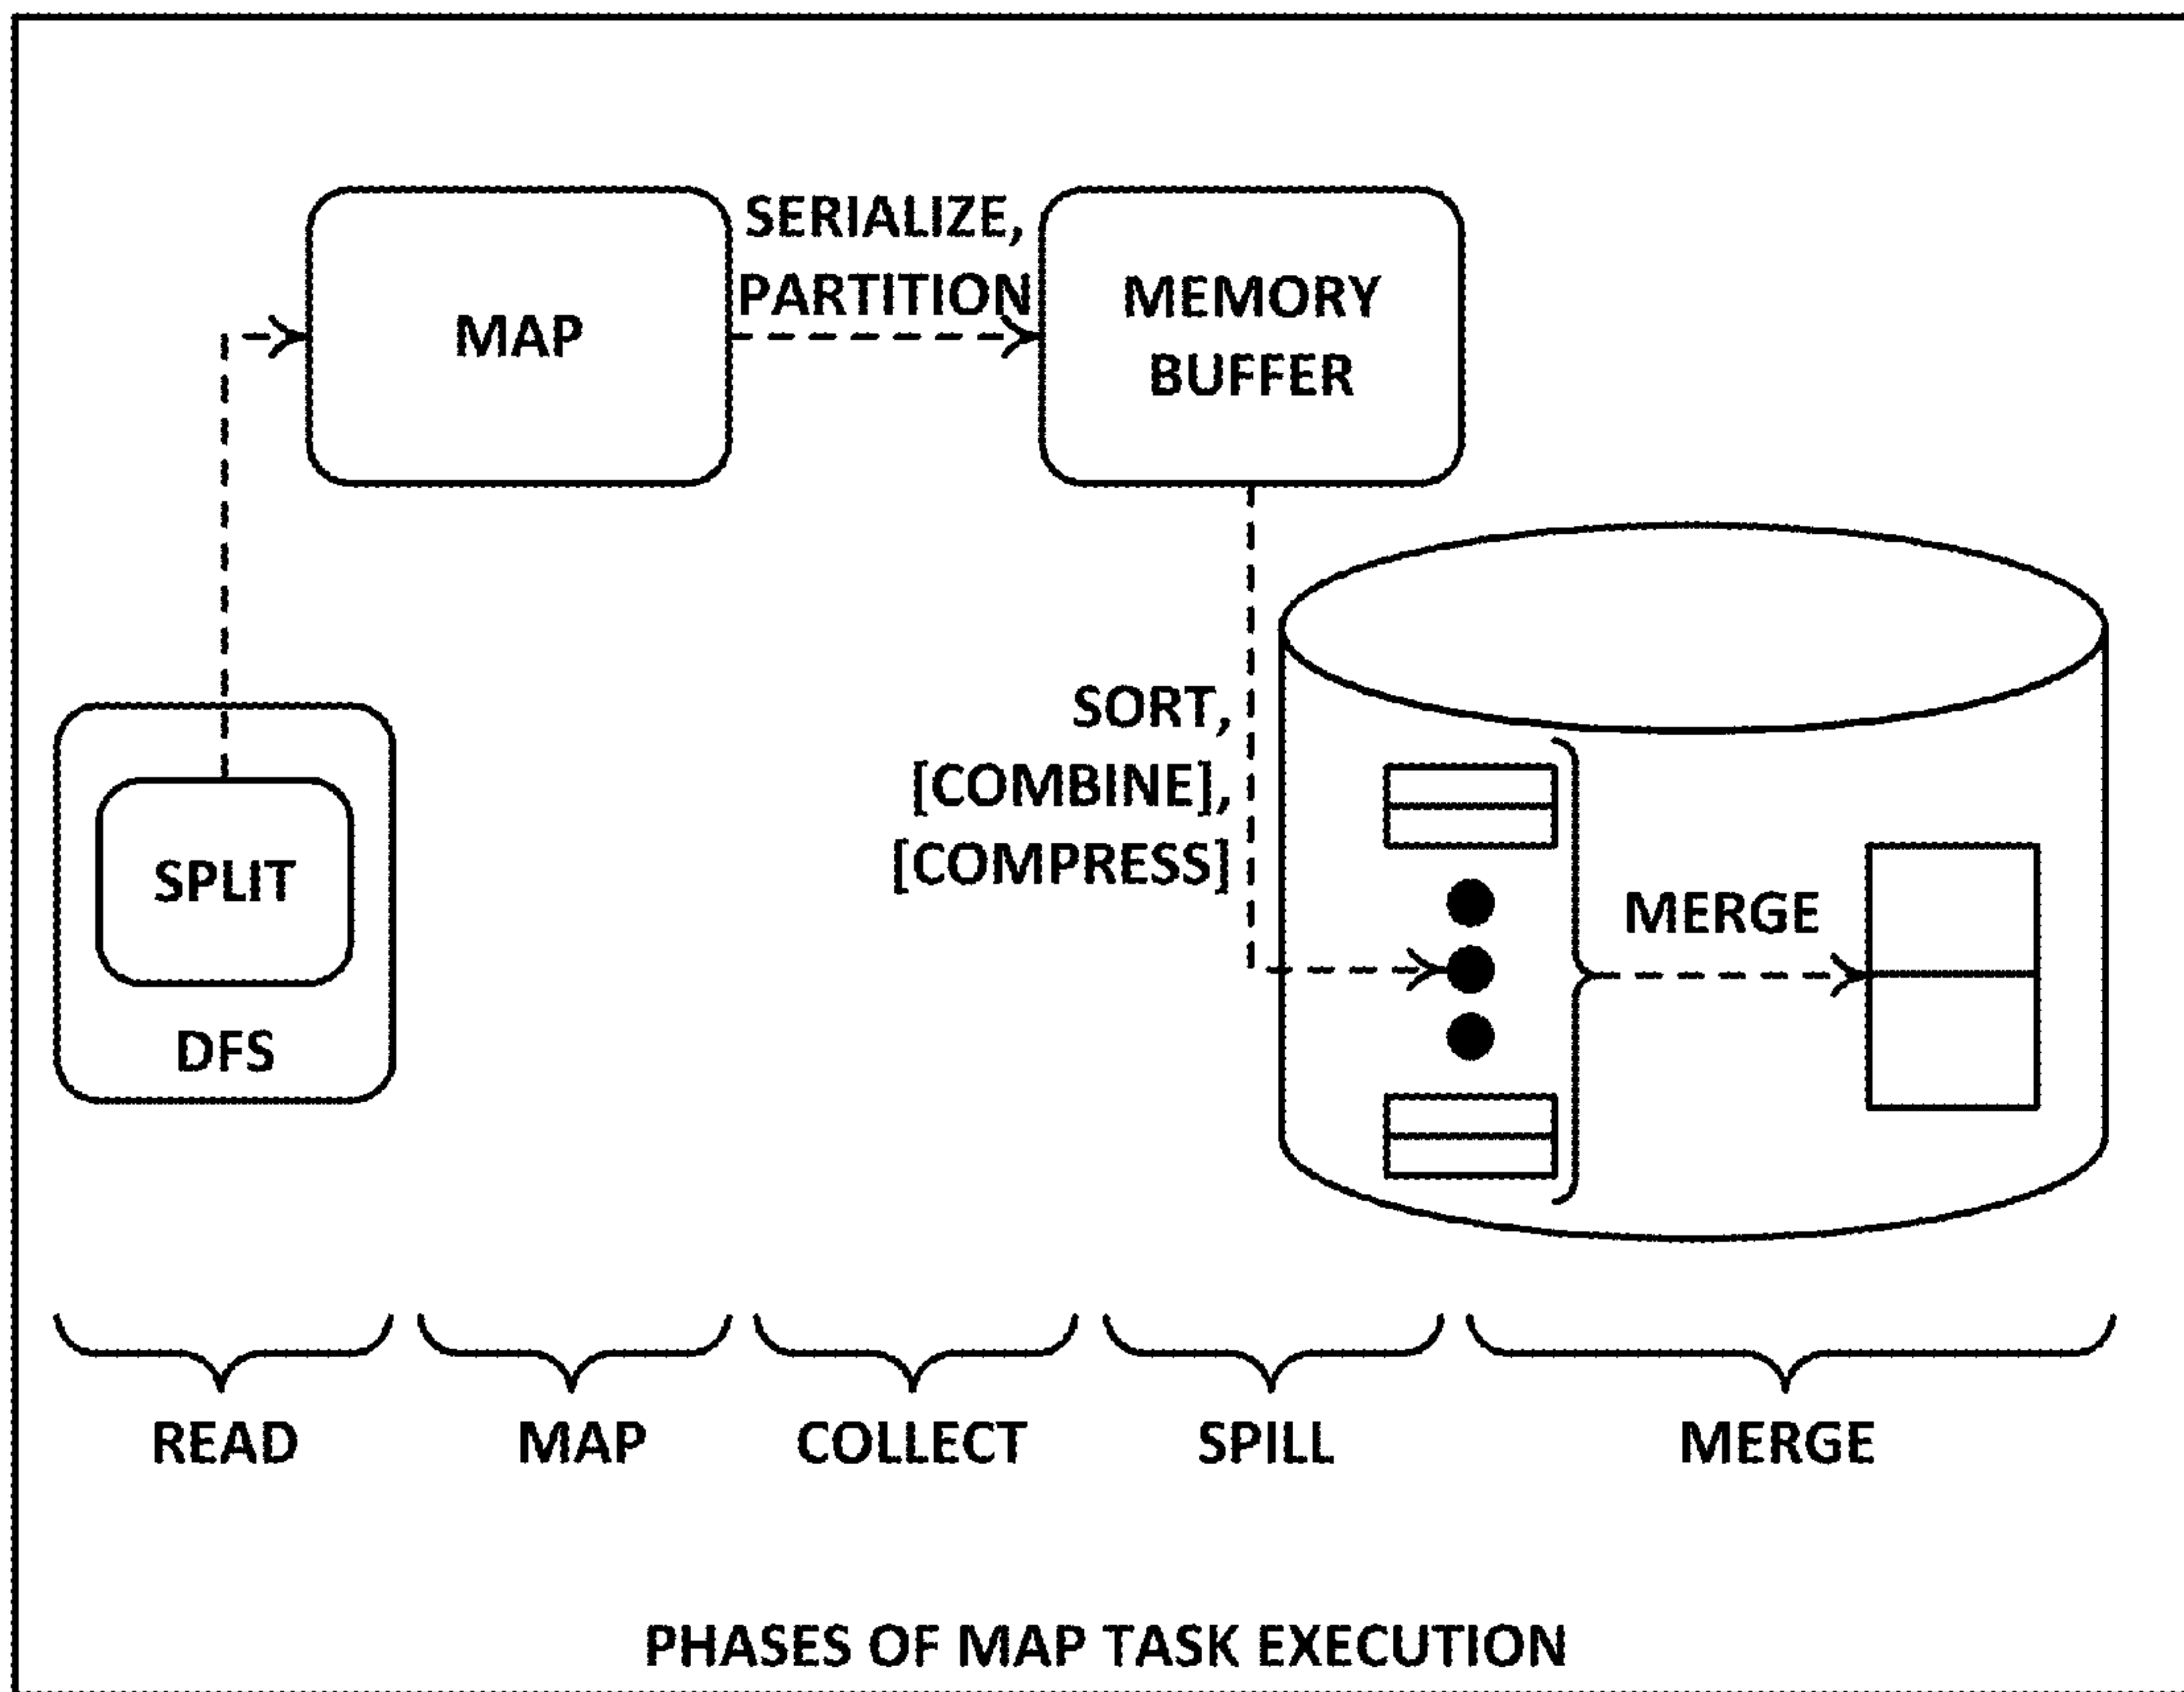 MAP
SERIALIZE,
PARTITION
MEMORY
BUFFER
SPLIT
DFS
SORT,
[COMBINE],
[COMPRESS]
MERGE
READ
MAP
COLLECT
SPILL
MERGE
PHASES OF MAP TASK EXECUTION